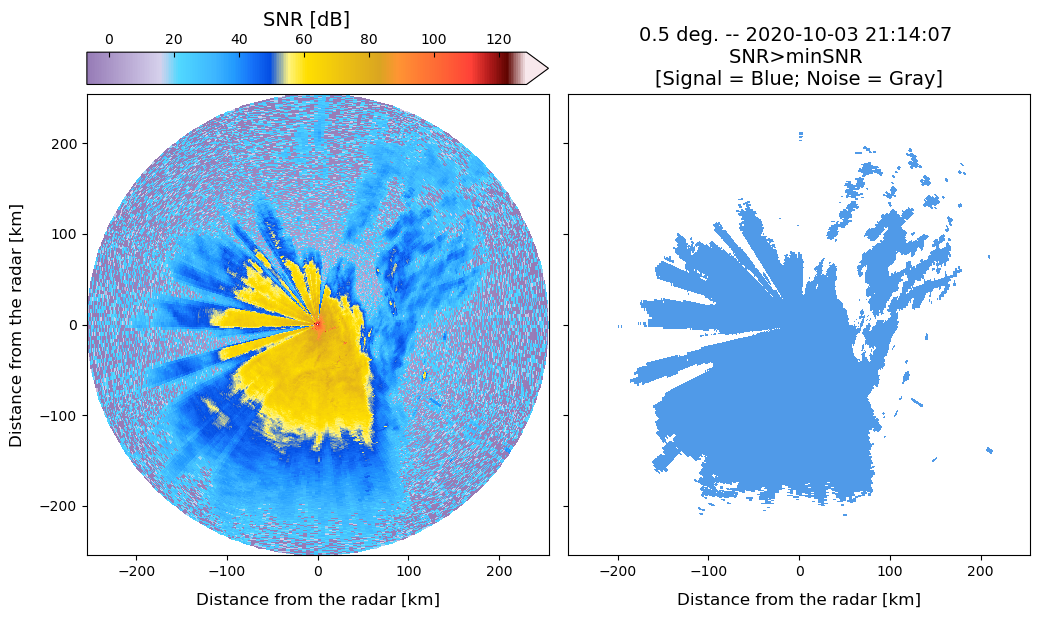 SNR [dB]
0 20 40 60 80 100 120
0.5 deg. -- 2020-10-03 21:14:07
SNR>minSNR
[Signal = Blue; Noise = Gray]
200
100
0
−100
−200
Distance from the radar [km]
−200 −100 0 100 200
Distance from the radar [km]
−200 −100 0 100 200
Distance from the radar [km]